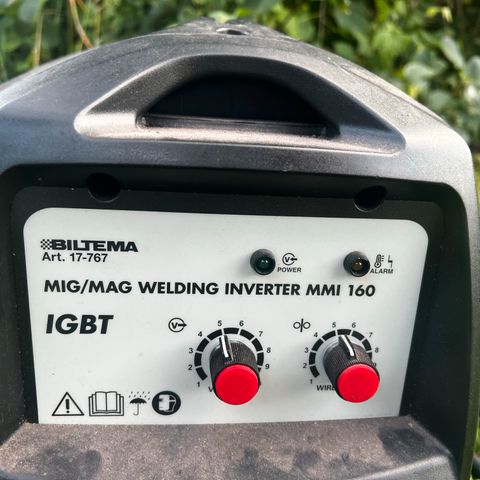 BILTEMA
Art. 17-767
POWER
ALARM
MIG/MAG WELDING INVERTER MMI 160
IGBT
1 2 3 4 5 6 7 8 9
1 2 3 4 5 6 7 8
V
WIRE